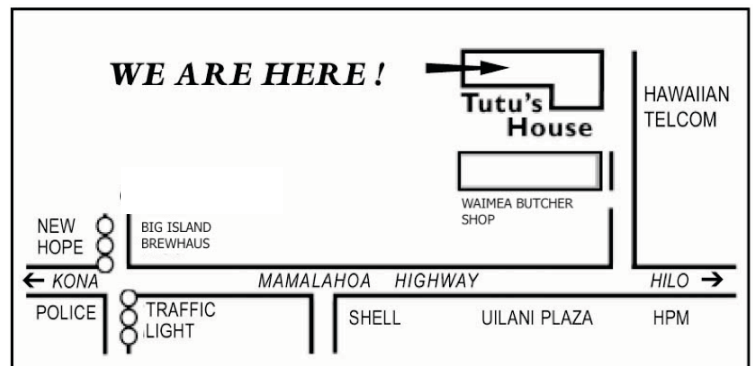 WE ARE HERE !
Tutu's
House
HAWAIIAN
TELCOM
WAIMEA BUTCHER
SHOP
NEW
HOPE
BIG ISLAND
BREWHAUS
← KONA
MAMALAHOA HIGHWAY
HILO →
POLICE
TRAFFIC
LIGHT
SHELL
UILANI PLAZA
HPM